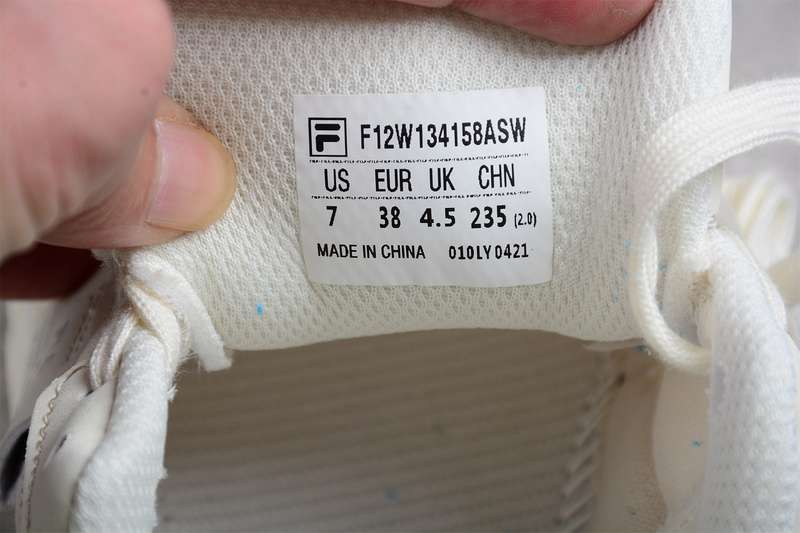 F F12W134158ASW
US EUR UK CHN
7 38 4.5 235 (2.0)
MADE IN CHINA 010LY0421